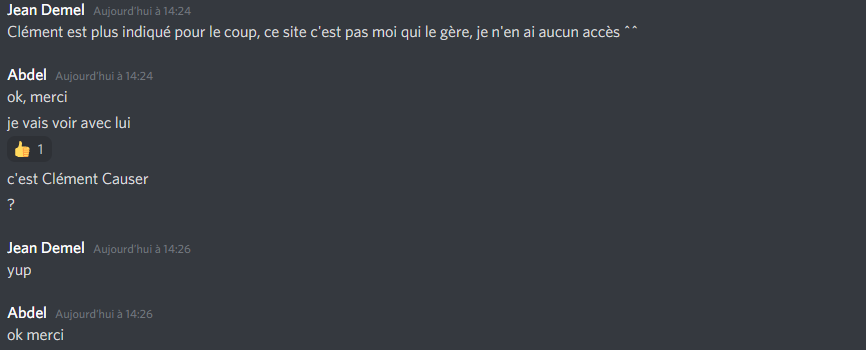 Jean Demel Aujourd'hui à 14:24
Clément est plus indiqué pour le coup, ce site c'est pas moi qui le gère, je n'en ai aucun accès ^^
Abdel Aujourd'hui à 14:24
ok, merci
je vais voir avec lui
👍 1
c'est Clément Causer
?
Jean Demel Aujourd'hui à 14:26
yup
Abdel Aujourd'hui à 14:26
ok merci